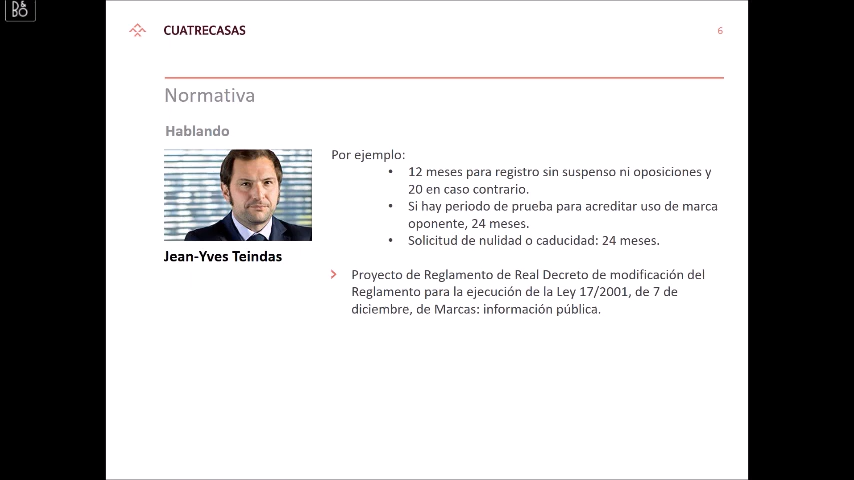 B&BO
CUATRECASAS
6
Normativa
Hablando
Por ejemplo:
• 12 meses para registro sin suspenso ni oposiciones y
20 en caso contrario.
• Si hay periodo de prueba para acreditar uso de marca
oponente, 24 meses.
• Solicitud de nulidad o caducidad: 24 meses.
Jean-Yves Teindas
Proyecto de Reglamento de Real Decreto de modificación del
Reglamento para la ejecución de la Ley 17/2001, de 7 de
diciembre, de Marcas: información pública.